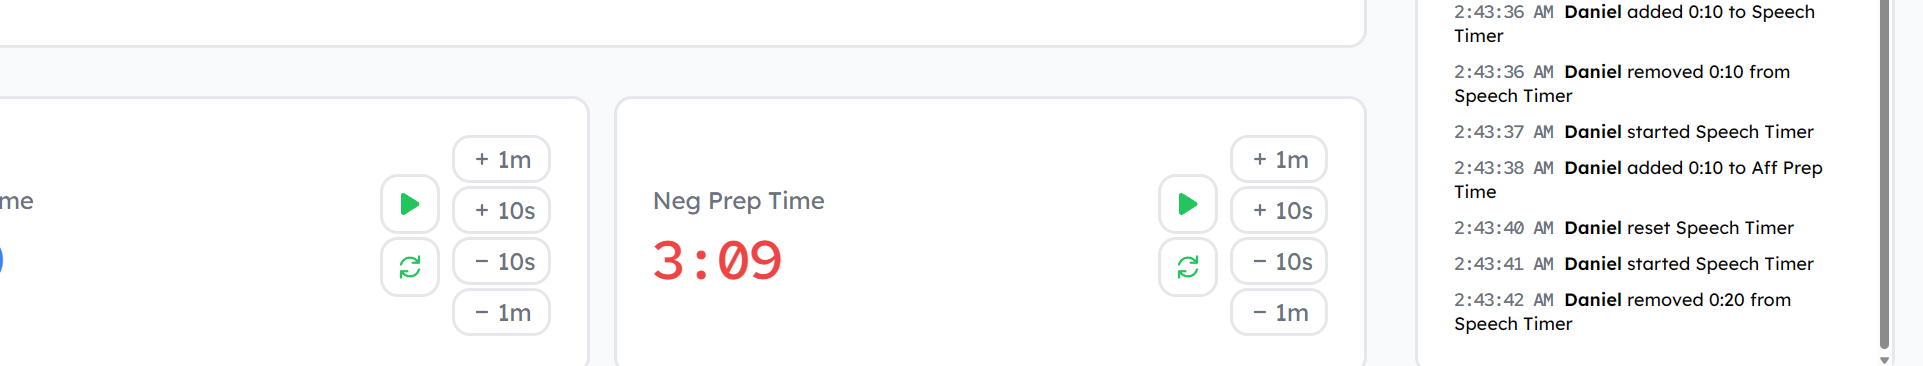 me
+ 1m
+ 10s
− 10s
− 1m
Neg Prep Time
3:09
+ 1m
+ 10s
− 10s
− 1m
2:43:36 AM Daniel added 0:10 to Speech
Timer
2:43:36 AM Daniel removed 0:10 from
Speech Timer
2:43:37 AM Daniel started Speech Timer
2:43:38 AM Daniel added 0:10 to Aff Prep
Time
2:43:40 AM Daniel reset Speech Timer
2:43:41 AM Daniel started Speech Timer
2:43:42 AM Daniel removed 0:20 from
Speech Timer